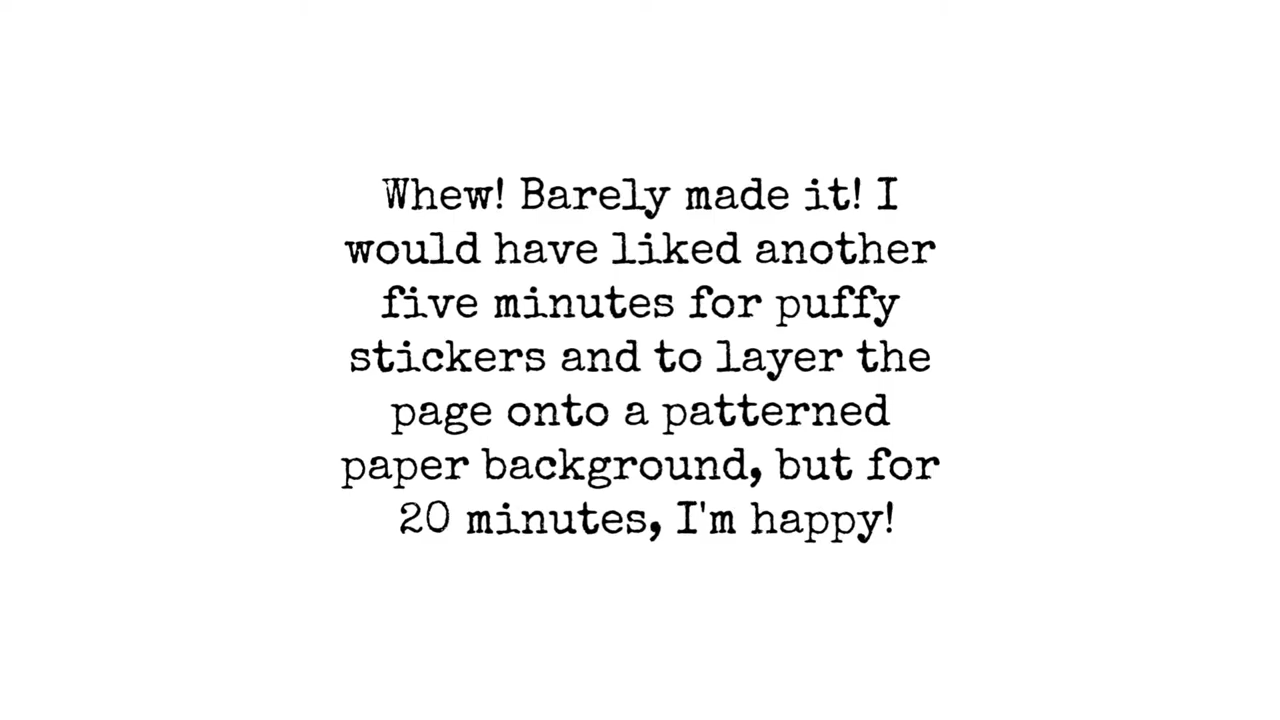 Whew! Barely made it! I
would have liked another
five minutes for puffy
stickers and to layer the
page onto a patterned
paper background, but for
20 minutes, I'm happy!